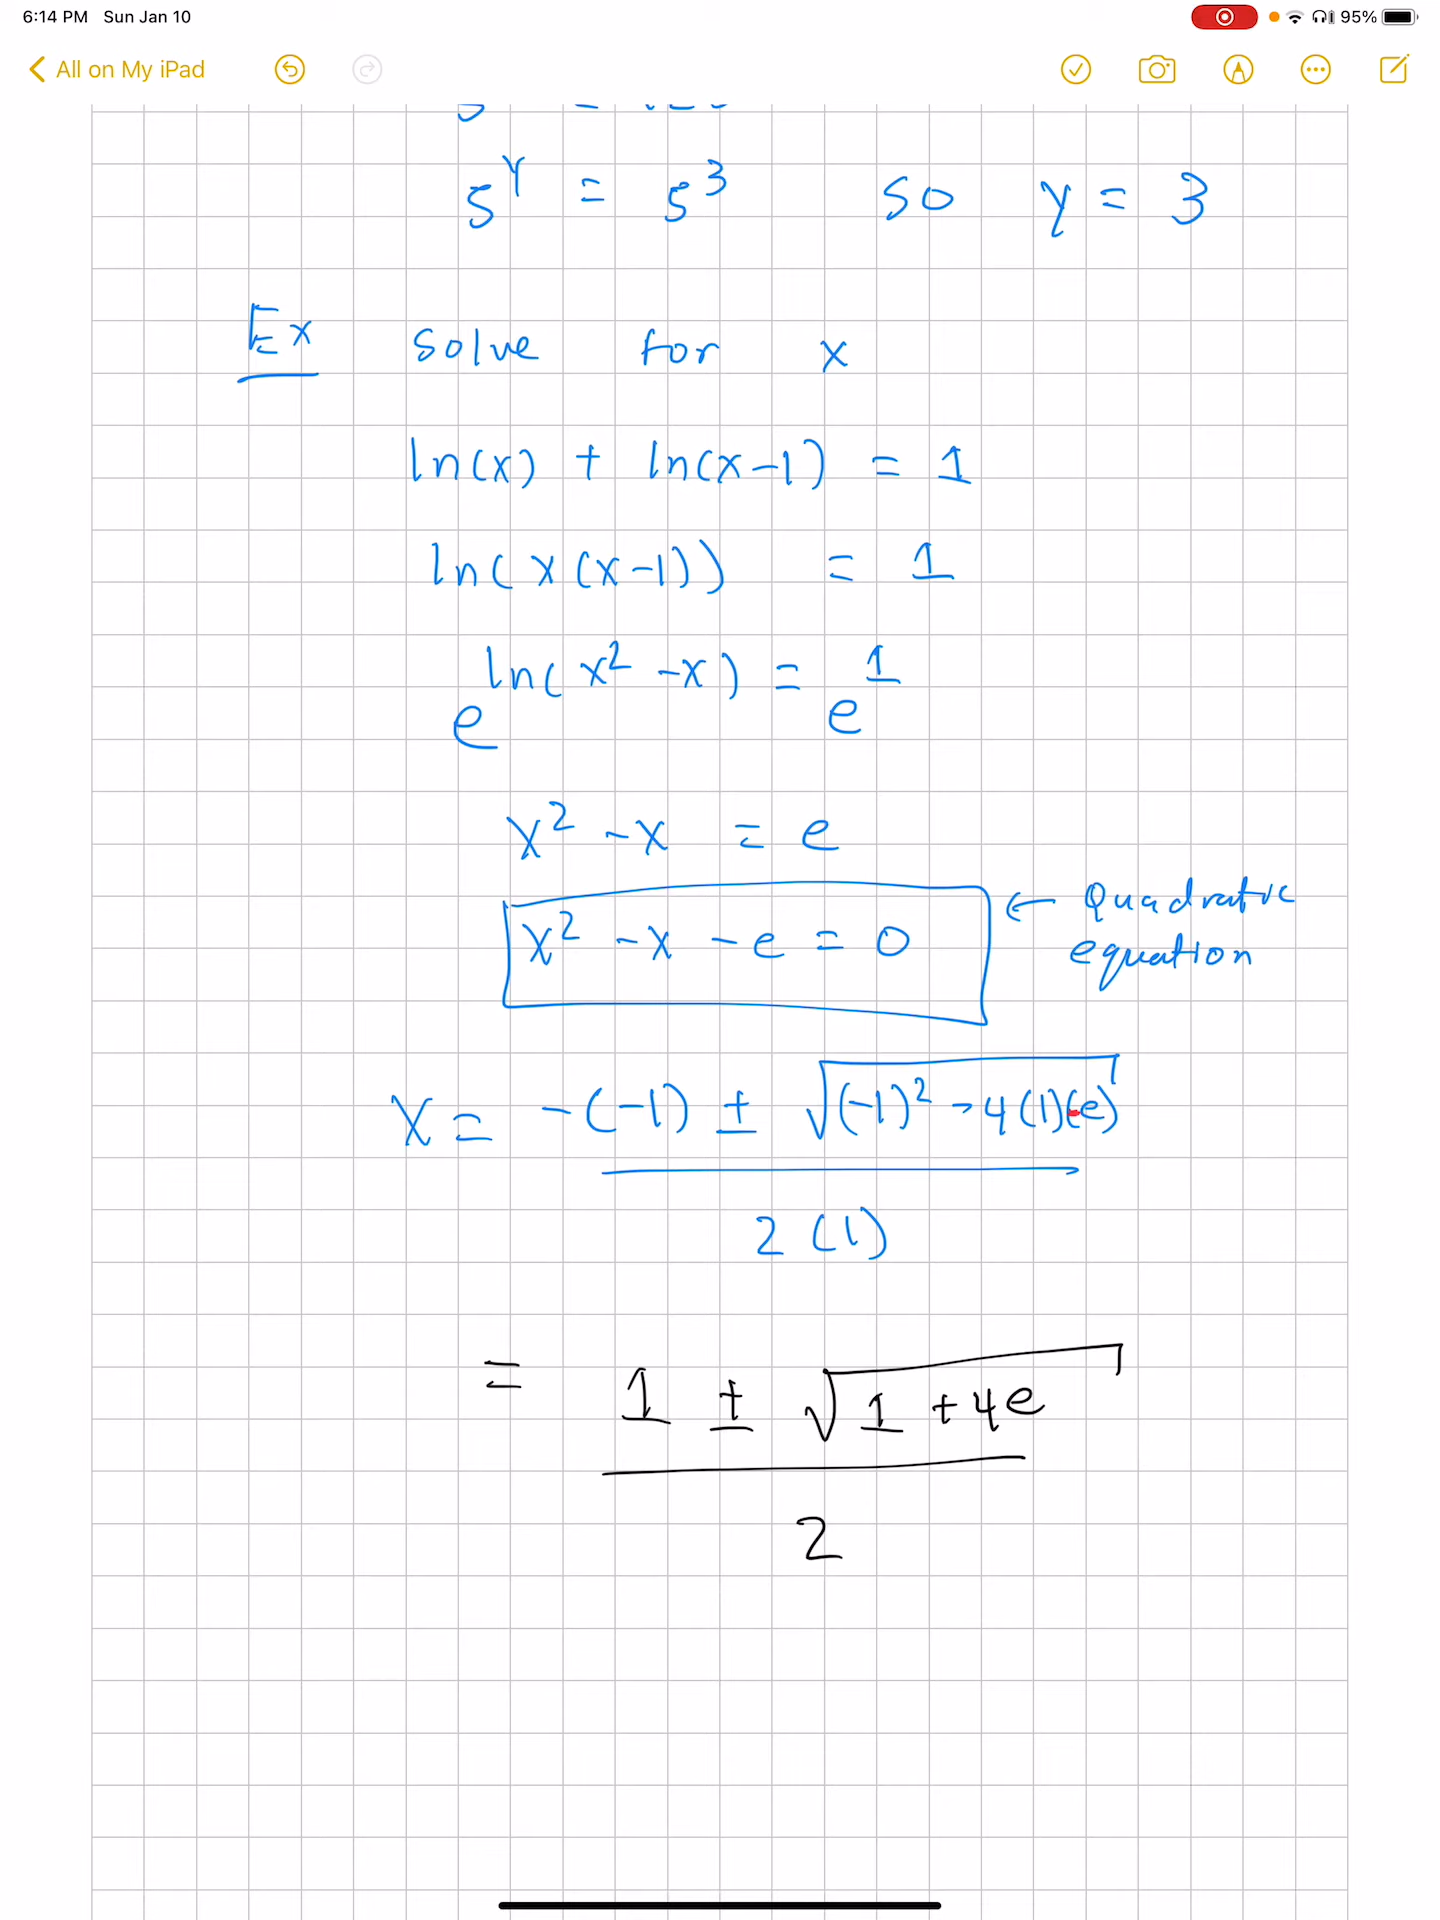 6:14 PM Sun Jan 10 95%
All on My iPad
5^y = 5^3 so y = 3
Ex solve for x
ln(x) + ln(x-1) = 1
ln(x(x-1)) = 1
e^ln(x^2 -x) = e^1
x^2 -x = e
x^2 -x -e = 0 ← Quadratic
equation
x = -(-1) ± √(-1)^2 -4(1)(-e)
2(1)
= 1 ± √1 +4e
2